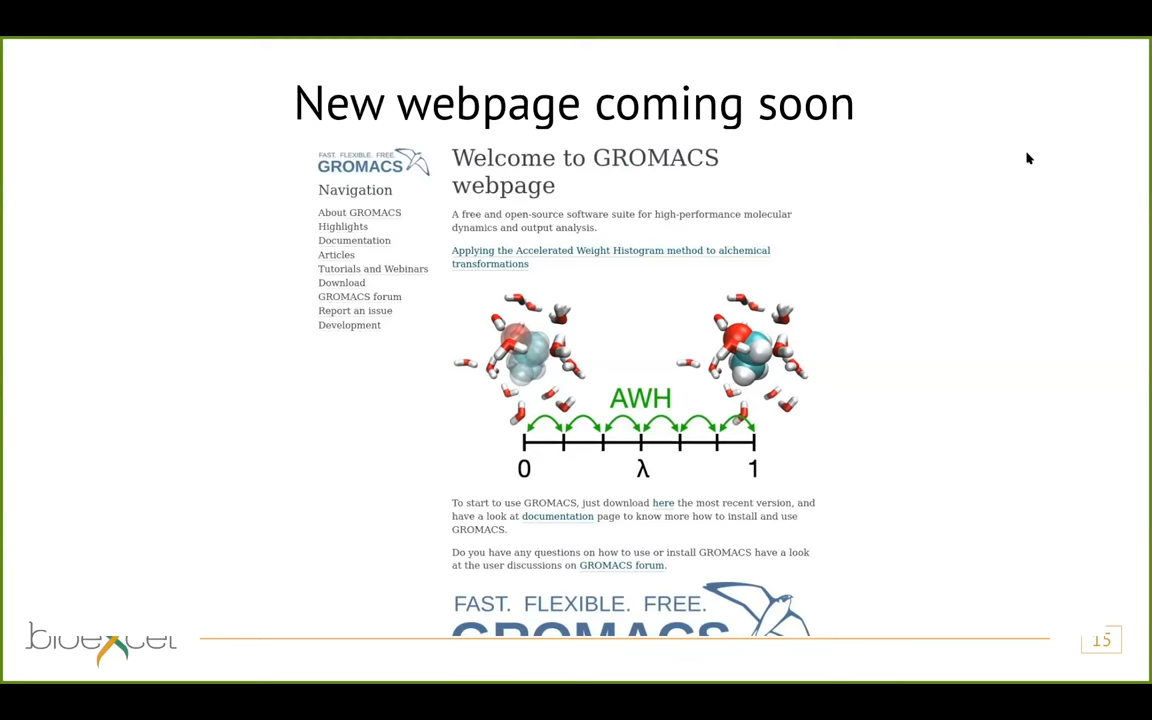 New webpage coming soon
FAST. FLEXIBLE. FREE.
GROMACS
Navigation
About GROMACS
Highlights
Documentation
Articles
Tutorials and Webinars
Download
GROMACS forum
Report an issue
Development
Welcome to GROMACS
webpage
A free and open-source software suite for high-performance molecular
dynamics and output analysis.
Applying the Accelerated Weight Histogram method to alchemical
transformations
AWH
0 λ 1
To start to use GROMACS, just download here the most recent version, and
have a look at documentation page to know more how to install and use
GROMACS.
Do you have any questions on how to use or install GROMACS have a look
at the user discussions on GROMACS forum.
FAST. FLEXIBLE. FREE.
GROMACS
bioexcel
15